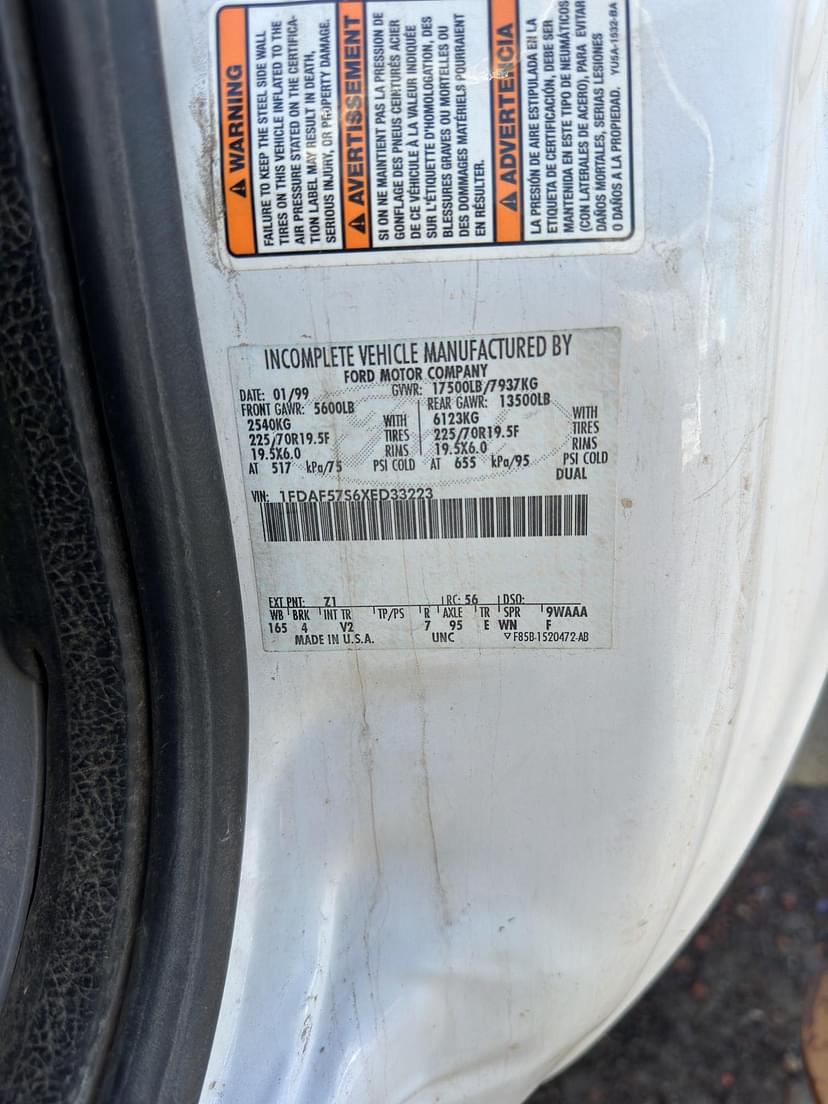 WARNING
FAILURE TO KEEP THE STEEL SIDE WALL
TIRES ON THIS VEHICLE INFLATED TO THE
AIR PRESSURE STATED ON THE CERTIFICA-
TION LABEL MAY RESULT IN DEATH,
SERIOUS INJURY, OR PROPERTY DAMAGE.
AVERTISSEMENT
SI ON NE MAINTIENT PAS LA PRESSION DE
GONFLAGE DES PNEUS CEINTURÉS ACIER
DE CE VÉHICULE À LA VALEUR INDIQUÉE
SUR L'ÉTIQUETTE D'HOMOLOGATION, DES
BLESSURES GRAVES OU MORTELLES OU
DES DOMMAGES MATÉRIELS POURRAIENT
EN RÉSULTER.
ADVERTENCIA
LA PRESIÓN DE AIRE ESTIPULADA EN LA
ETIQUETA DE CERTIFICACIÓN, DEBE SER
MANTENIDA EN ESTE TIPO DE NEUMÁTICOS
(CON LATERALES DE ACERO), PARA EVITAR
DAÑOS MORTALES, SERIAS LESIONES
O DAÑOS A LA PROPIEDAD. YU5A-1532-BA
INCOMPLETE VEHICLE MANUFACTURED BY
FORD MOTOR COMPANY
DATE: 01/99 GVWR: 17500LB/7937KG
FRONT GAWR: 5600LB REAR GAWR: 13500LB
2540KG WITH 6123KG WITH
225/70R19.5F TIRES 225/70R19.5F TIRES
19.5X6.0 RIMS 19.5X6.0 RIMS
AT 517 kPa/75 PSI COLD AT 655 kPa/95 PSI COLD
DUAL
VIN: 1FDAF57S6XED33223
EXT PNT: Z1 RC: 56 DSO:
WB BRK INT TR TP/PS R AXLE TR SPR 9WAAA
165 4 V2 7 95 E WN F
MADE IN U.S.A. UNC F85B-1520472-AB